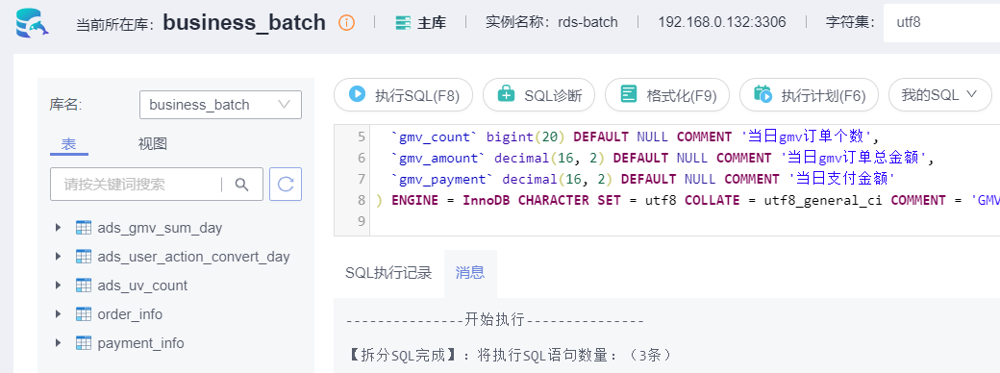 当前所在库: business_batch 主库 实例名称: rds-batch 192.168.0.132:3306 字符集: utf8
库名: business_batch
表 视图
请按关键词搜索
ads_gmv_sum_day
ads_user_action_convert_day
ads_uv_count
order_info
payment_info
执行SQL(F8) SQL诊断 格式化(F9) 执行计划(F6) 我的SQL
5 `gmv_count` bigint(20) DEFAULT NULL COMMENT '当日gmv订单个数',
6 `gmv_amount` decimal(16, 2) DEFAULT NULL COMMENT '当日gmv订单总金额',
7 `gmv_payment` decimal(16, 2) DEFAULT NULL COMMENT '当日支付金额'
8 ) ENGINE = InnoDB CHARACTER SET = utf8 COLLATE = utf8_general_ci COMMENT = 'GMV
9
SQL执行记录 消息
---------------开始执行---------------
【拆分SQL完成】: 将执行SQL语句数量: (3条)